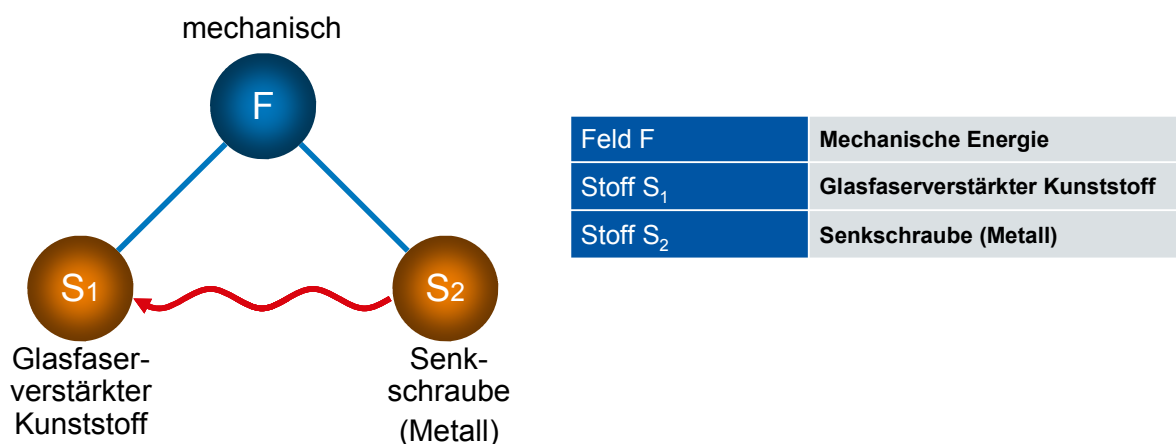 mechanisch
F
S1
S2
Glasfaser-
verstärkter
Kunststoff
Senk-
schraube
(Metall)
Feld F Mechanische Energie
Stoff S1 Glasfaserverstärkter Kunststoff
Stoff S2 Senkschraube (Metall)